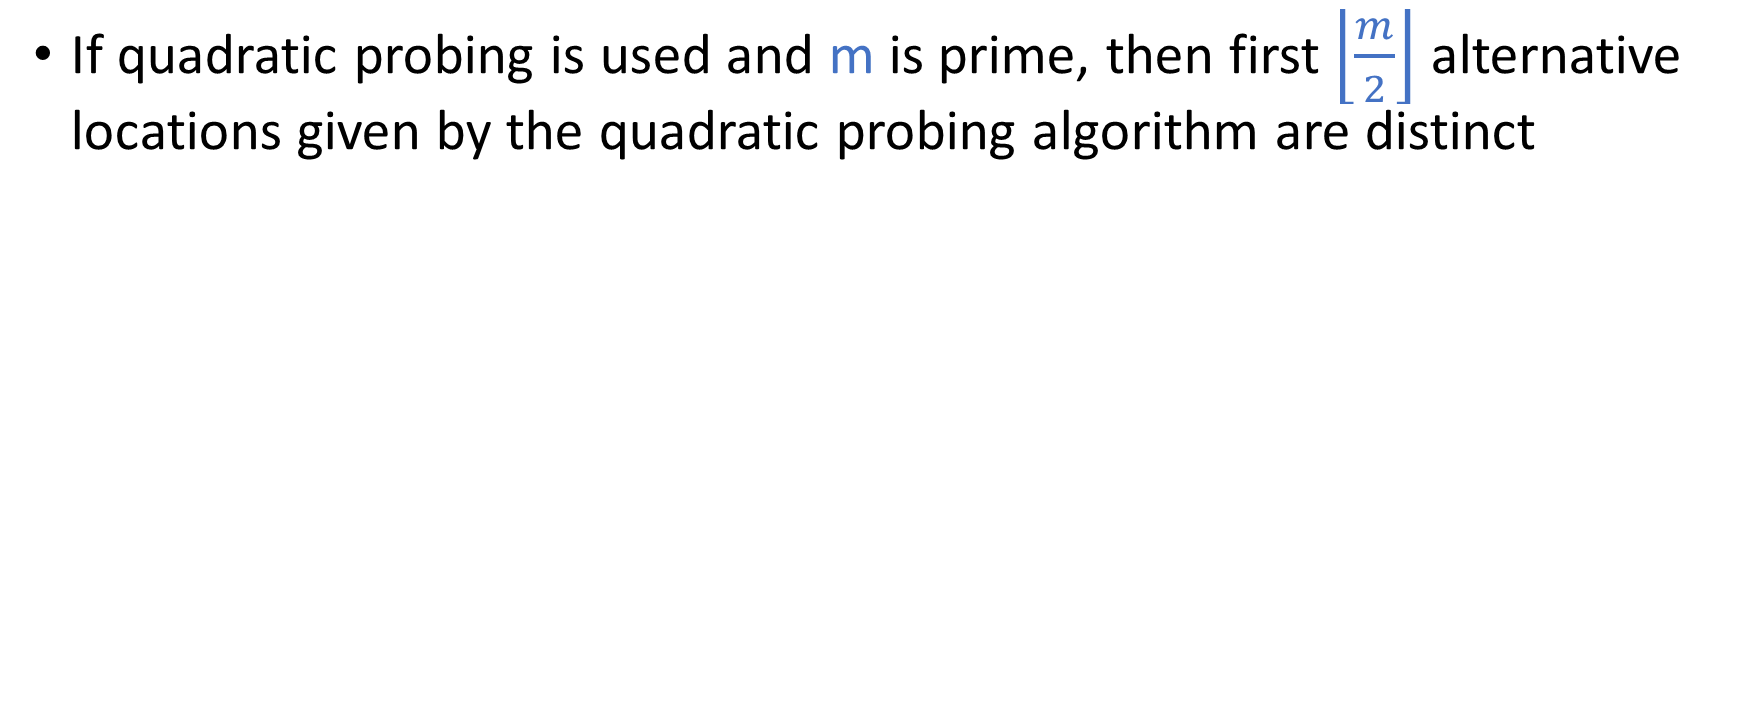 • If quadratic probing is used and m is prime, then first ⌊m/2⌋ alternative
locations given by the quadratic probing algorithm are distinct